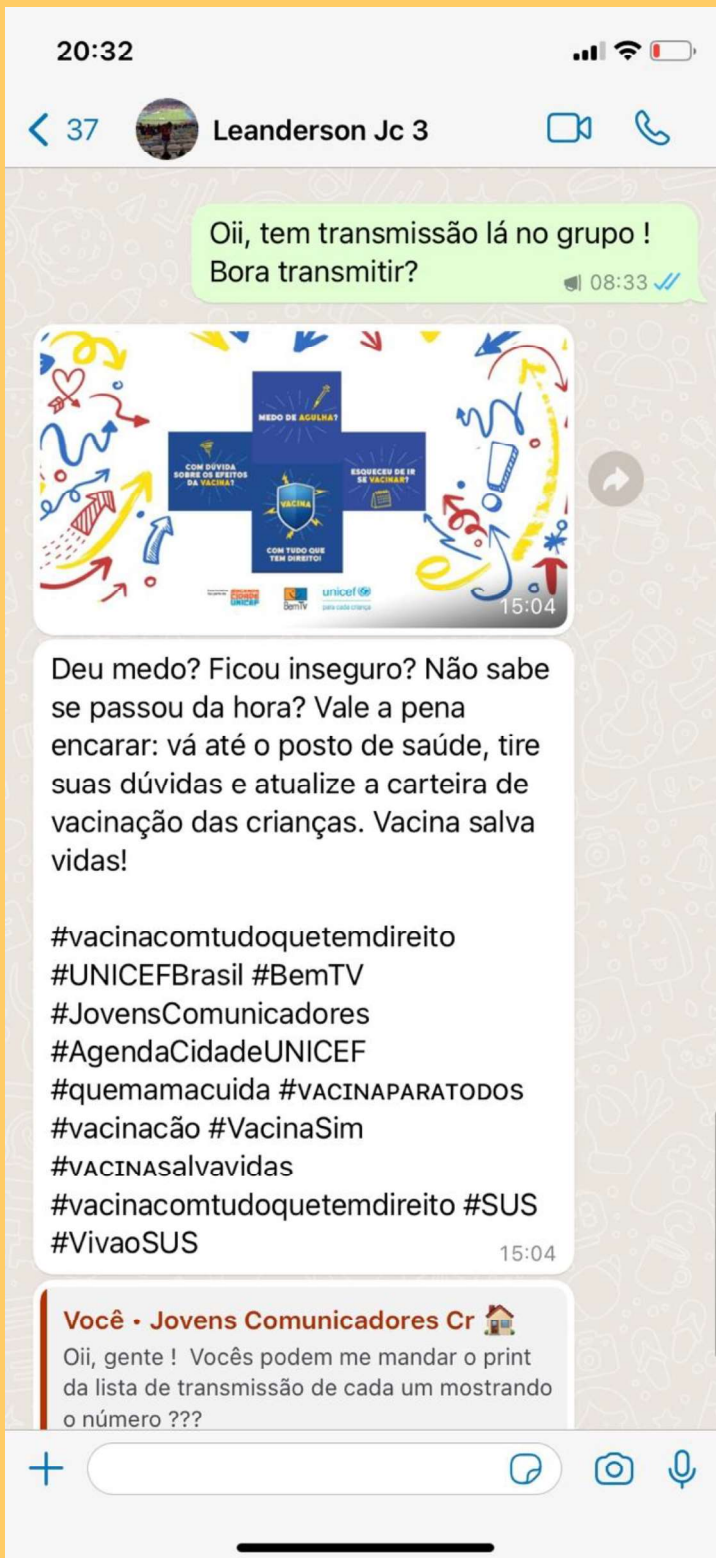 20:32
37
Leanderson Jc 3
Oii, tem transmissão lá no grupo !
Bora transmitir?
08:33
MEDO DE AGULHA?
COM DÚVIDA
SOBRE OS EFEITOS
DA VACINA?
ESQUECEU DE IR
SE VACINAR?
VACINA
COM TUDO QUE
TEM DIREITO!
CIDADE
UNICEF
BemTV
unicef
para cada criança
15:04
Deu medo? Ficou inseguro? Não sabe
se passou da hora? Vale a pena
encarar: vá até o posto de saúde, tire
suas dúvidas e atualize a carteira de
vacinação das crianças. Vacina salva
vidas!
#vacinacomtudoquetemdireito
#UNICEFBrasil #BemTV
#JovensComunicadores
#AgendaCidadeUNICEF
#quemamacuida #ᴠᴀᴄɪɴᴀᴘᴀʀᴀᴛᴏᴅᴏs
#vacinacão #VacinaSim
#ᴠᴀᴄɪɴᴀsalvavidas
#vacinacomtudoquetemdireito #SUS
#VivaoSUS
15:04
Você • Jovens Comunicadores Cr 🏠
Oii, gente ! Vocês podem me mandar o print
da lista de transmissão de cada um mostrando
o número ???